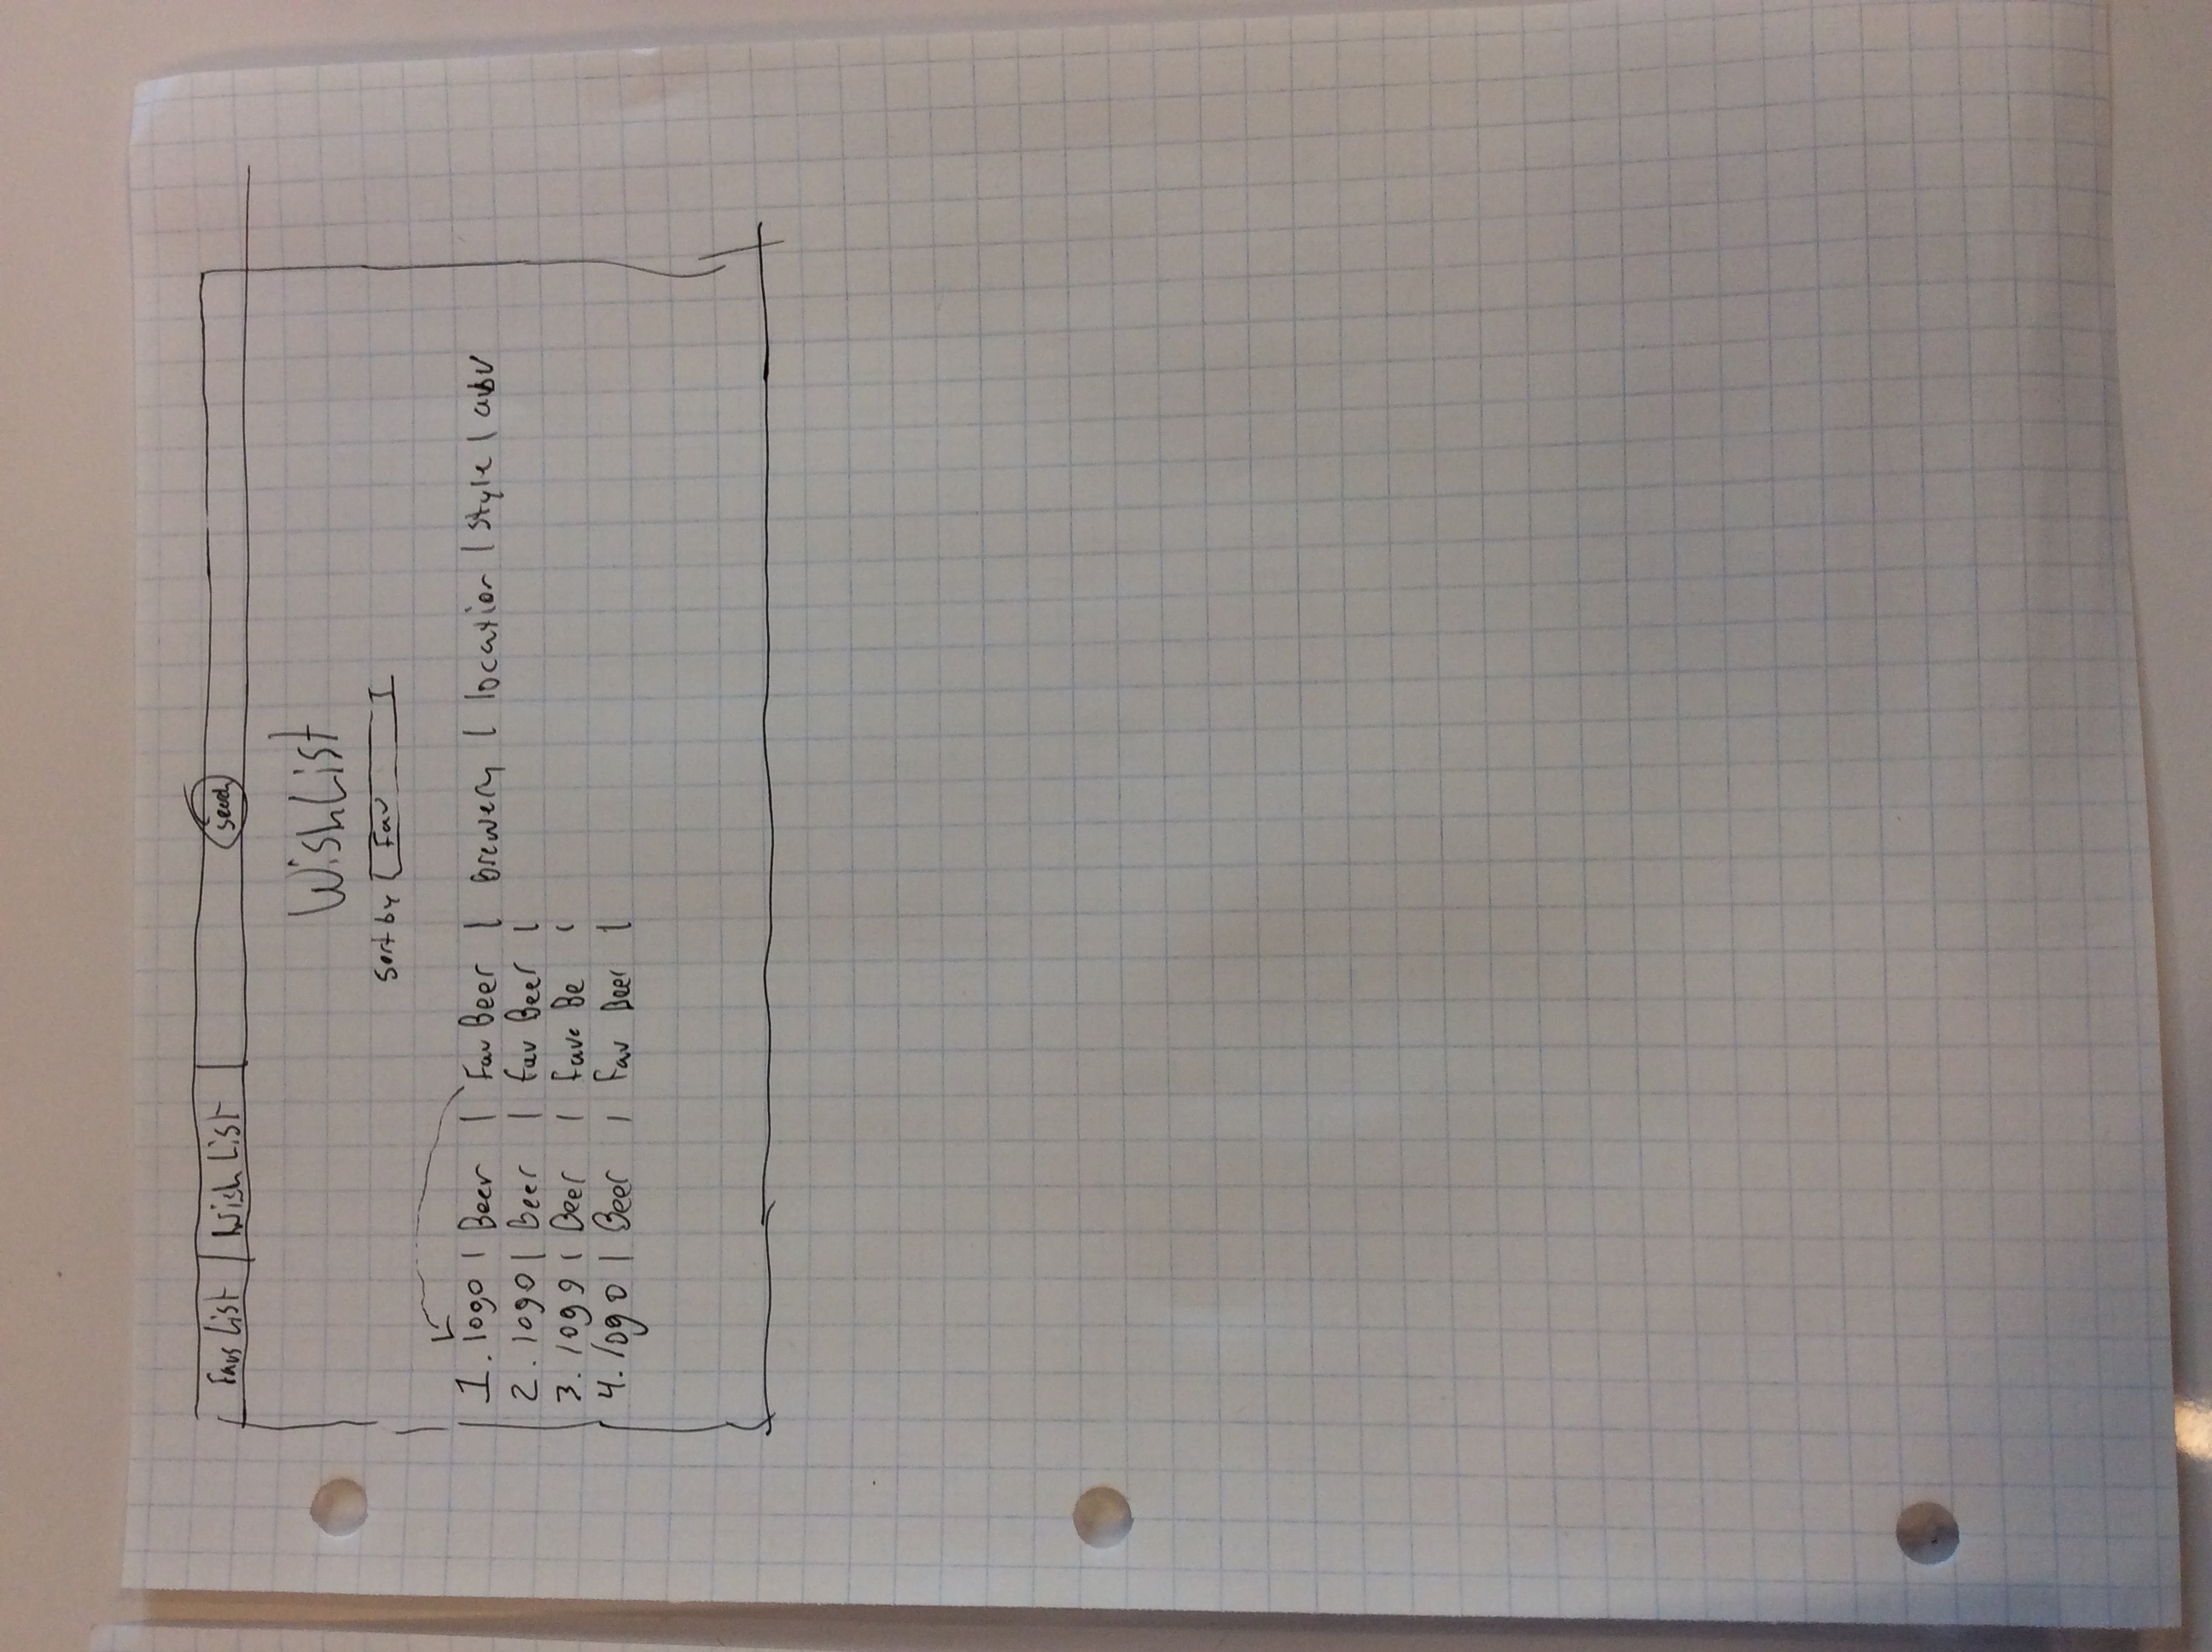 Favs List | Wish List | Search
WishList
Sort by Fav
1. logo | Beer | Fav Beer | Brewery | location | style | abv
2. logo | Beer | Fav Beer |
3. logo | Beer | Fave Be |
4. logo | Beer | Fav Beer |